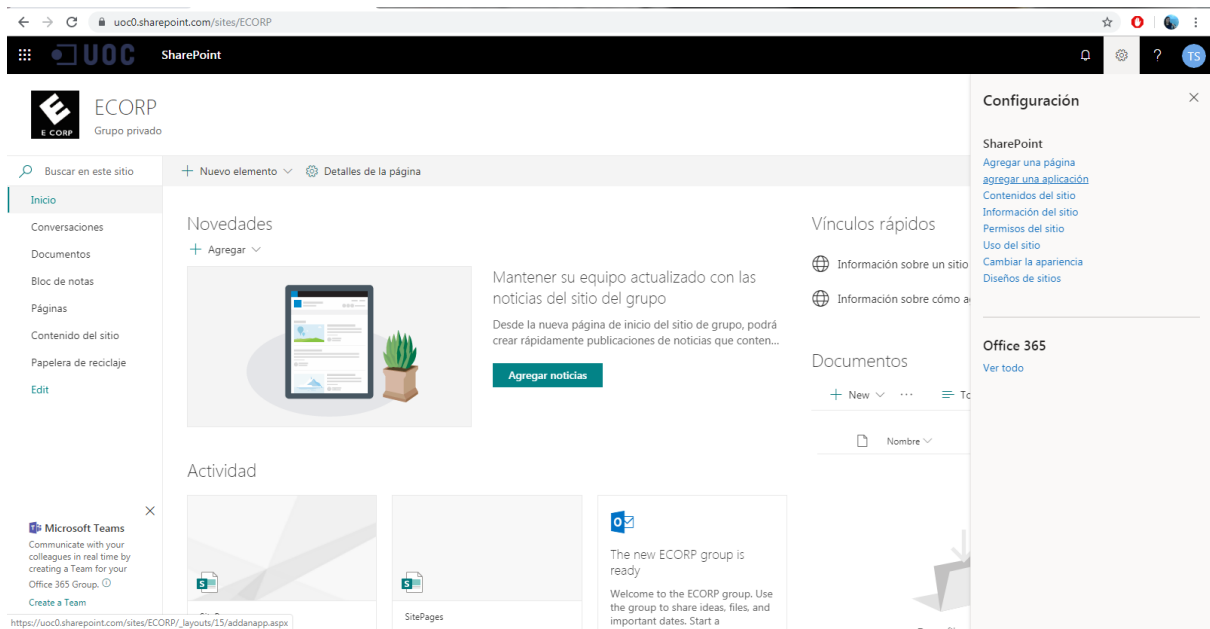 uoc0.sharepoint.com/sites/ECORP
UOC SharePoint ? TS
E CORP
ECORP
Grupo privado
Buscar en este sitio
Nuevo elemento Detalles de la página
Inicio
Conversaciones
Documentos
Bloc de notas
Páginas
Contenido del sitio
Papelera de reciclaje
Edit
Microsoft Teams
Communicate with your
colleagues in real time by
creating a Team for your
Office 365 Group.
Create a Team
Novedades
Agregar
Mantener su equipo actualizado con las
noticias del sitio del grupo
Desde la nueva página de inicio del sitio de grupo, podrá
crear rápidamente publicaciones de noticias que conten...
Agregar noticias
Actividad
SitePages
The new ECORP group is
ready
Welcome to the ECORP group. Use
the group to share ideas, files, and
important dates. Start a
Vínculos rápidos
Información sobre un sitio
Información sobre cómo
Documentos
New ···
Nombre
Configuración
SharePoint
Agregar una página
agregar una aplicación
Contenidos del sitio
Información del sitio
Permisos del sitio
Uso del sitio
Cambiar la apariencia
Diseños de sitios
Office 365
Ver todo
https://uoc0.sharepoint.com/sites/ECORP/_layouts/15/addanapp.aspx